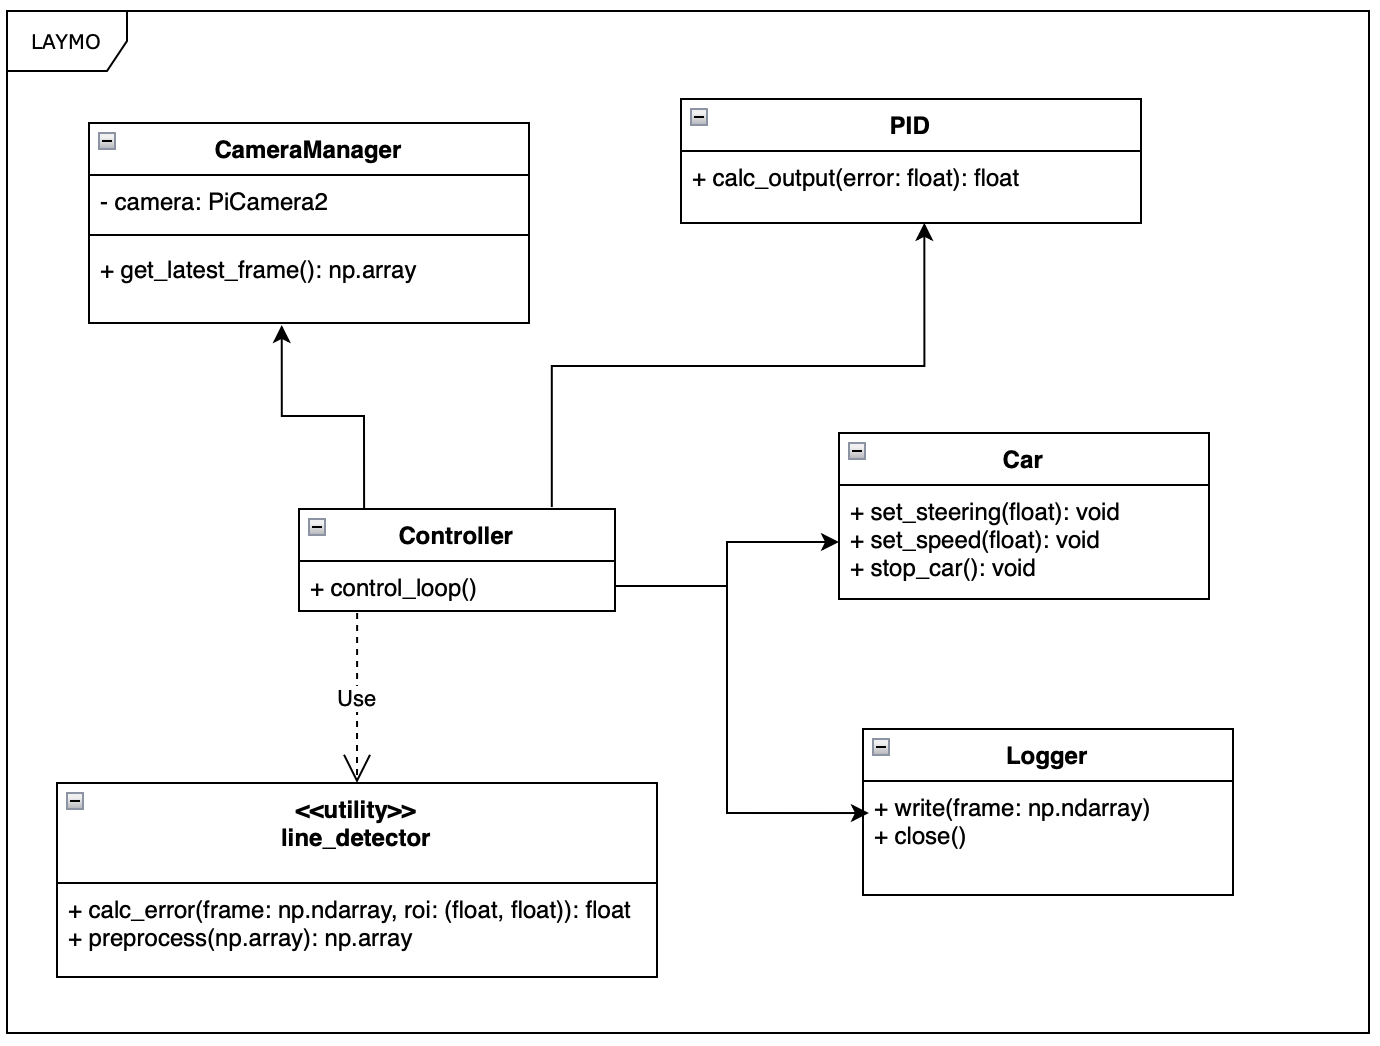 LAYMO
CameraManager
- camera: PiCamera2
+ get_latest_frame(): np.array
PID
+ calc_output(error: float): float
Controller
+ control_loop()
Car
+ set_steering(float): void
+ set_speed(float): void
+ stop_car(): void
Use
Logger
+ write(frame: np.ndarray)
+ close()
<<utility>>
line_detector
+ calc_error(frame: np.ndarray, roi: (float, float)): float
+ preprocess(np.array): np.array